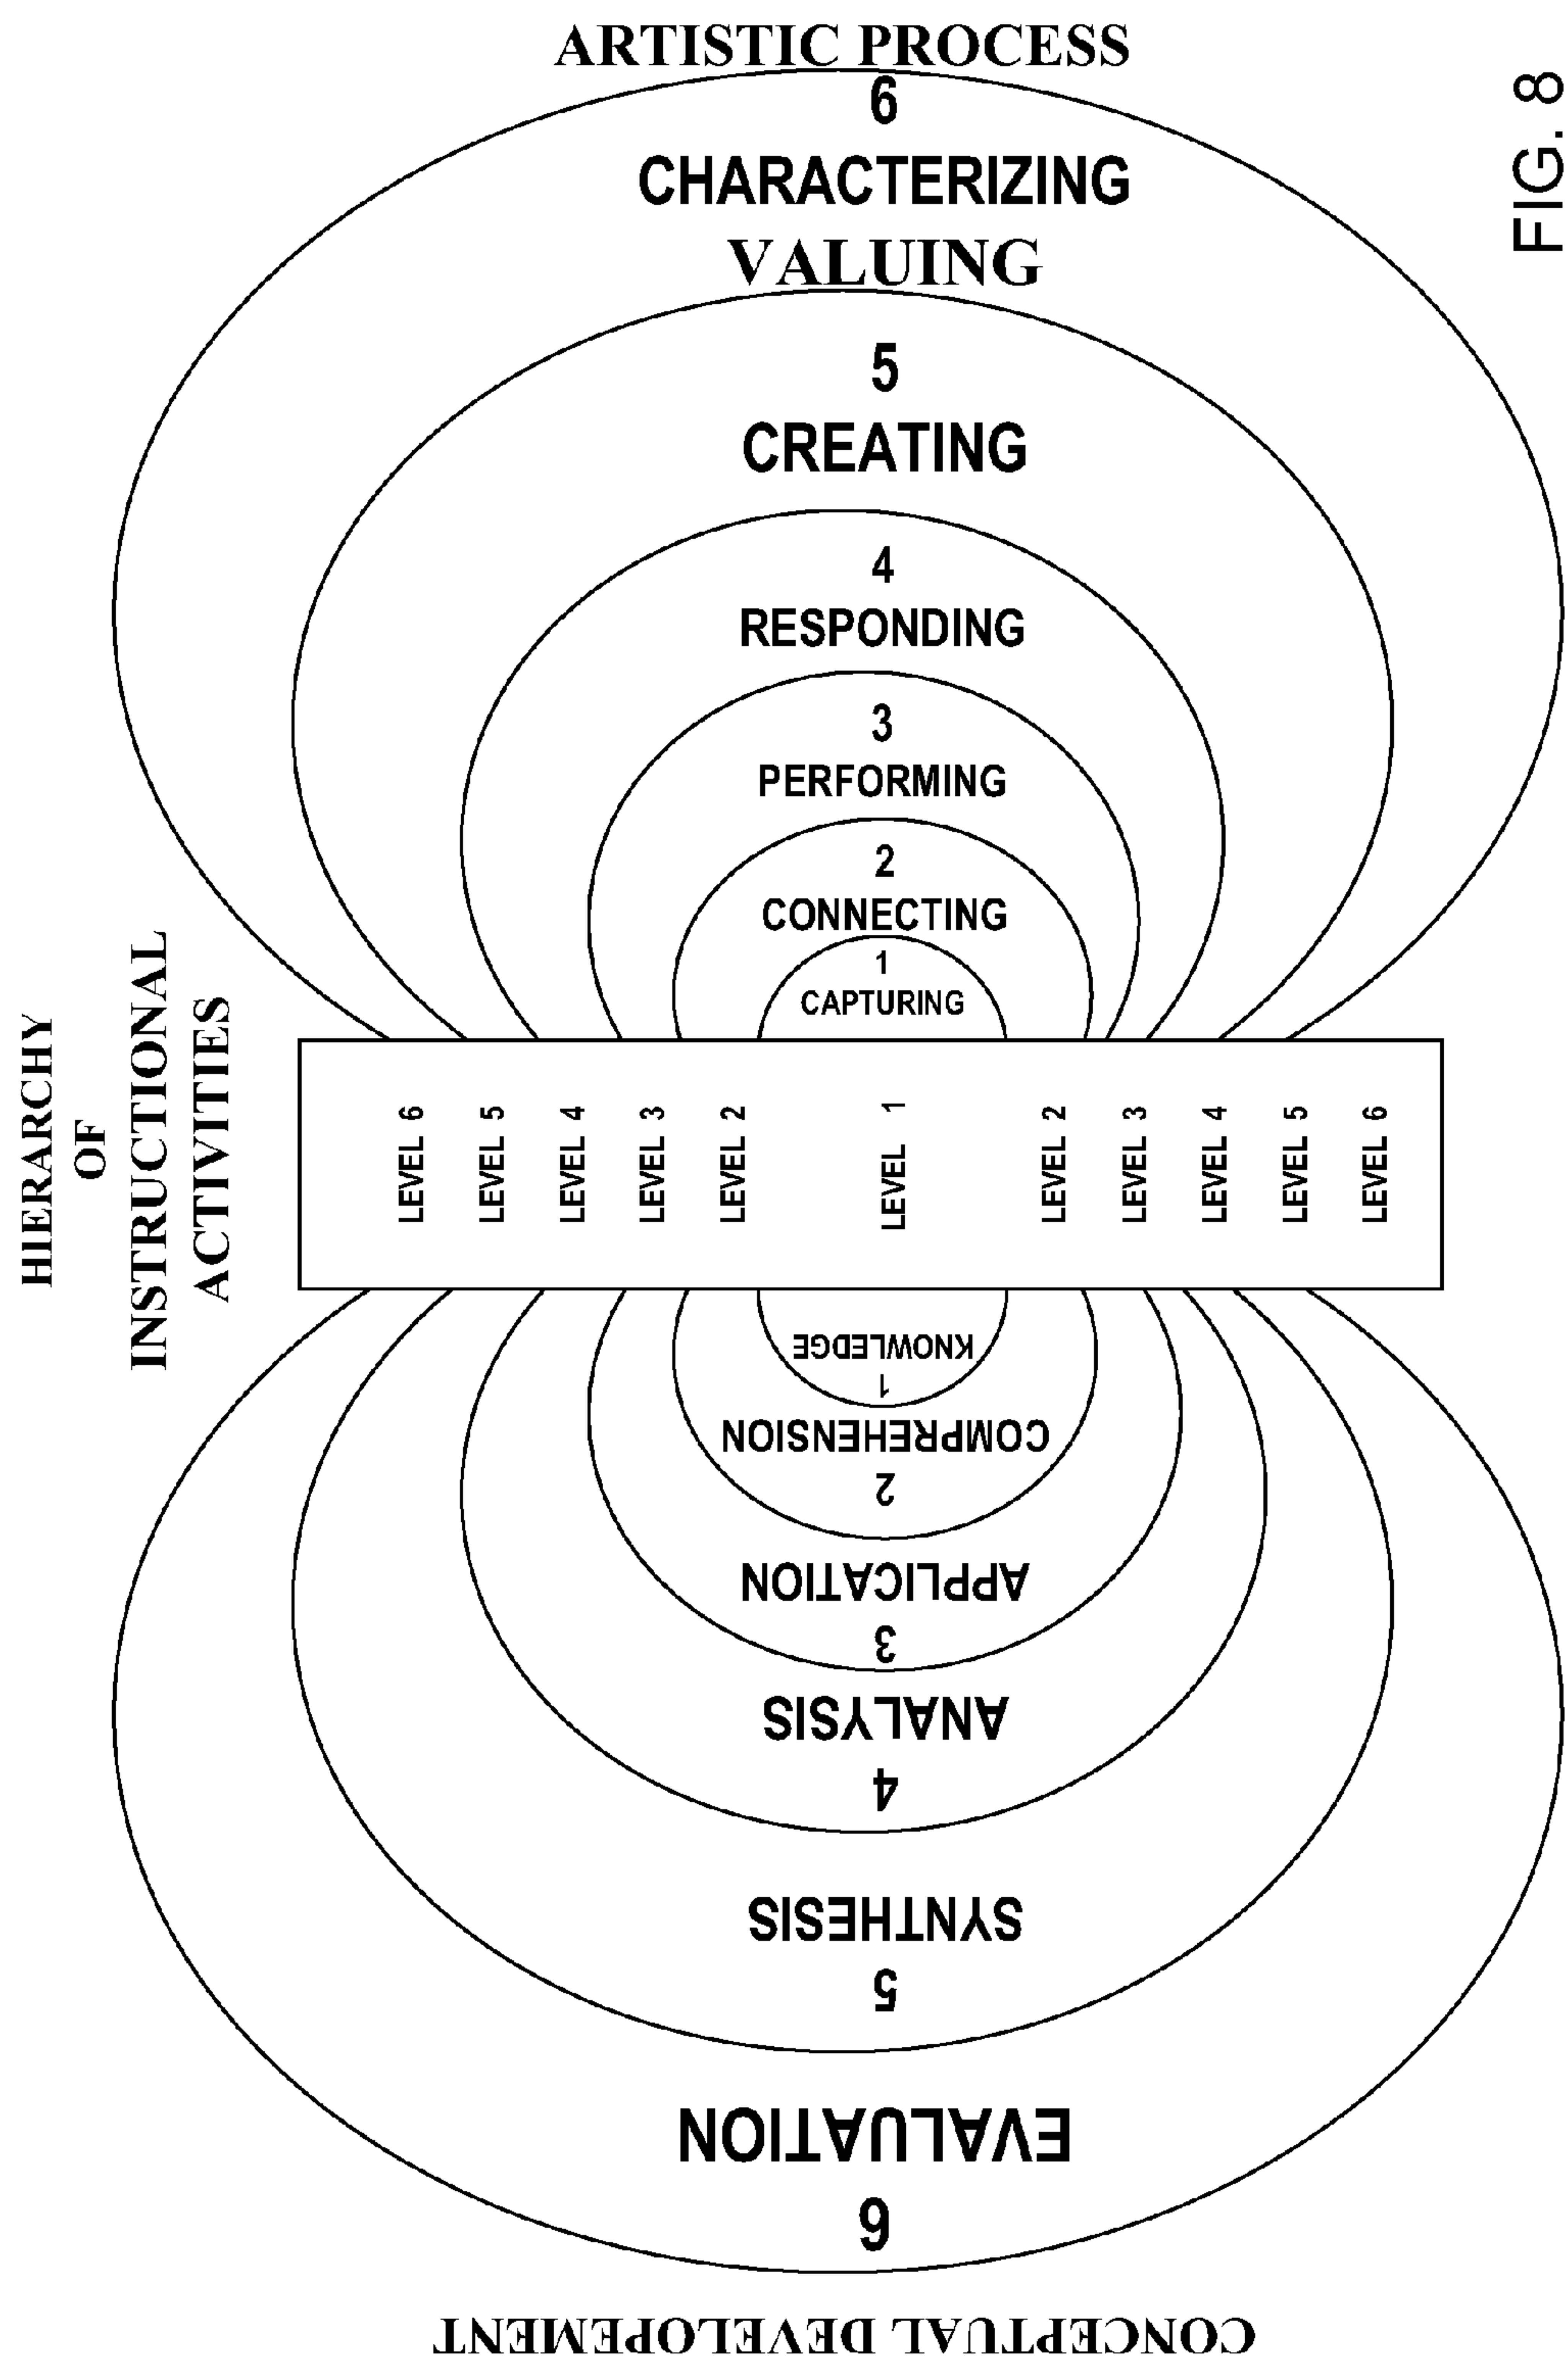 ARTISTIC PROCESS
6
CHARACTERIZING
VALUING
5
CREATING
4
RESPONDING
3
PERFORMING
2
CONNECTING
1
CAPTURING
HIERARCHY
OF
INSTRUCTIONAL
ACTIVITIES
LEVEL 6
LEVEL 5
LEVEL 4
LEVEL 3
LEVEL 2
LEVEL 1
LEVEL 2
LEVEL 3
LEVEL 4
LEVEL 5
LEVEL 6
KNOWLEDGE
1
COMPREHENSION
2
APPLICATION
3
ANALYSIS
4
SYNTHESIS
5
EVALUATION
6
CONCEPTUAL DEVELOPEMENT
FIG. 8